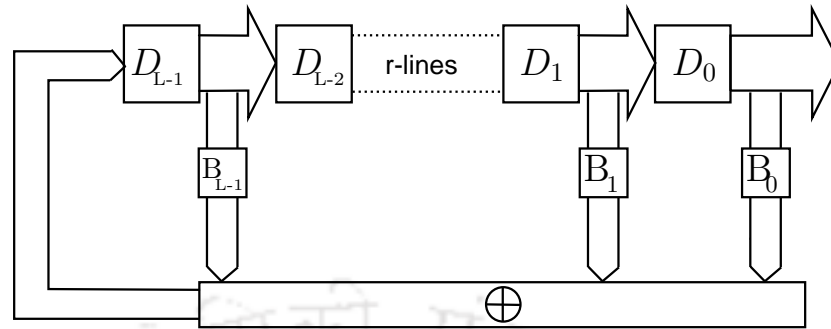 D_{L-1} D_{L-2} r-lines D_1 D_0
B_{L-1} B_1 B_0
⊕